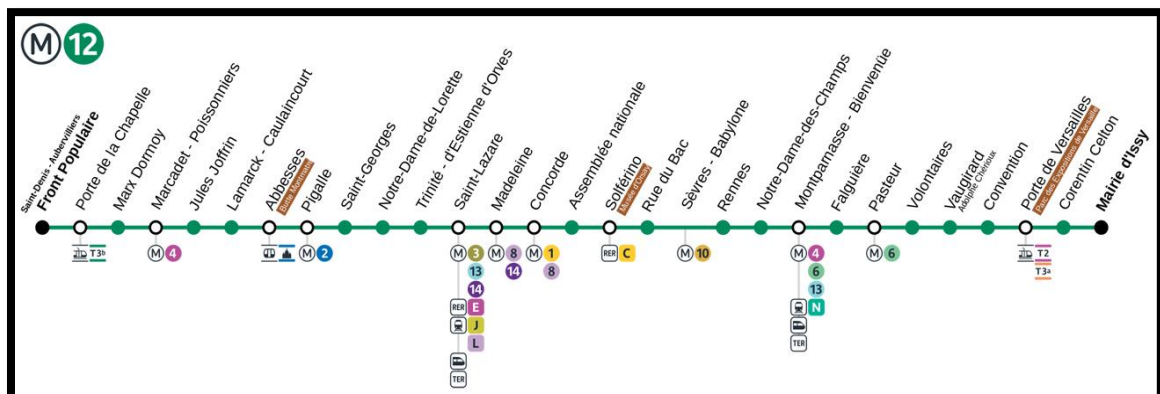 M 12
Saint-Denis - Aubervilliers
Front Populaire
Porte de la Chapelle
Marx Dormoy
Marcadet - Poissonniers
Jules Joffrin
Lamarck - Caulaincourt
Abbesses
Butte Montmartre
Pigalle
Saint-Georges
Notre-Dame-de-Lorette
Trinité - d'Estienne d'Orves
Saint-Lazare
Madeleine
Concorde
Assemblée nationale
Solférino
Musée d'Orsay
Rue du Bac
Sèvres - Babylone
Rennes
Notre-Dame-des-Champs
Montparnasse - Bienvenüe
Falguière
Pasteur
Volontaires
Vaugirard
Adolphe Chérioux
Convention
Porte de Versailles
Parc des Expositions de Versailles
Corentin Celton
Mairie d'Issy
T3b
M 4
M 2
M 3
13
14
RER E
J
L
TER
M 8
14
M 1
8
RER C
M 10
M 4
6
13
N
TER
M 6
T2
T3a